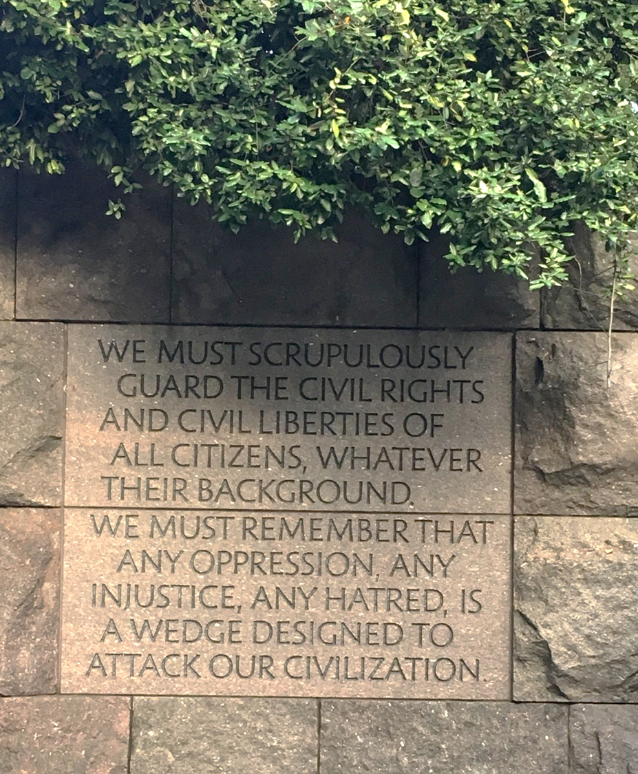 WE MUST SCRUPULOUSLY
GUARD THE CIVIL RIGHTS
AND CIVIL LIBERTIES OF
ALL CITIZENS, WHATEVER
THEIR BACKGROUND.
WE MUST REMEMBER THAT
ANY OPPRESSION, ANY
INJUSTICE, ANY HATRED, IS
A WEDGE DESIGNED TO
ATTACK OUR CIVILIZATION.